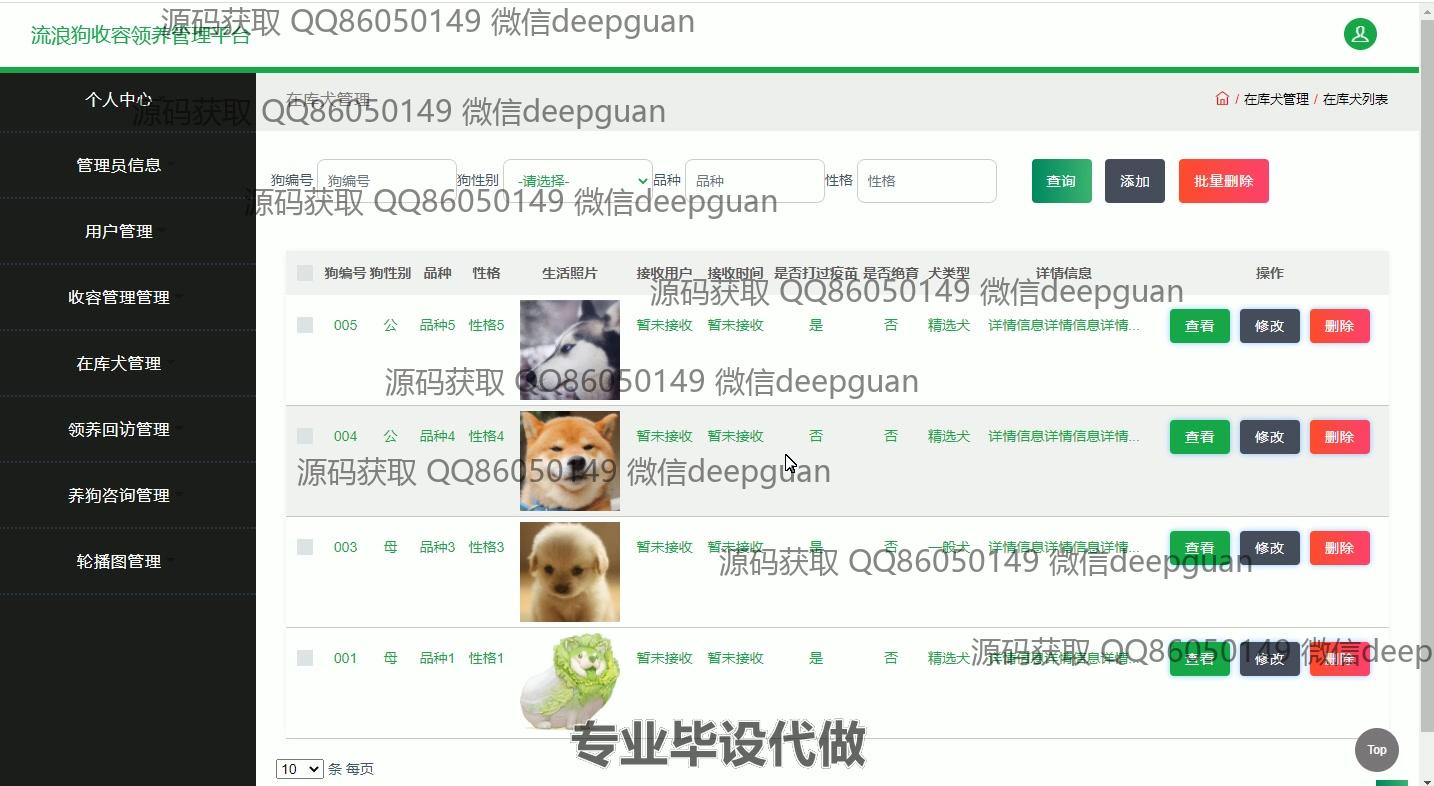 源码获取 QQ86050149 微信deepguan
流浪狗收容领养管理平台
个人中心
管理员信息
用户管理
收容管理管理
在库犬管理
领养回访管理
养狗咨询管理
轮播图管理
在库犬管理
/ 在库犬管理 / 在库犬列表
源码获取 QQ86050149 微信deepguan
狗编号 狗编号 狗性别 -请选择- 品种 品种 性格 性格 查询 添加 批量删除
源码获取 QQ86050149 微信deepguan
狗编号 狗性别 品种 性格 生活照片 接收用户 接收时间 是否打过疫苗 是否绝育 犬类型 详情信息 操作
源码获取 QQ86050149 微信deepguan
005 公 品种5 性格5 暂未接收 暂未接收 是 否 精选犬 详情信息详情信息详情... 查看 修改 删除
源码获取 QQ86050149 微信deepguan
004 公 品种4 性格4 暂未接收 暂未接收 否 否 精选犬 详情信息详情信息详情... 查看 修改 删除
源码获取 QQ86050149 微信deepguan
003 母 品种3 性格3 暂未接收 暂未接收 是 否 一般犬 详情信息详情信息详情... 查看 修改 删除
源码获取 QQ86050149 微信deepguan
001 母 品种1 性格1 暂未接收 暂未接收 是 否 精选犬 详情信息详情信息详情... 查看 修改 删除
源码获取 QQ86050149 微信deep
专业毕设代做
10 条 每页
Top